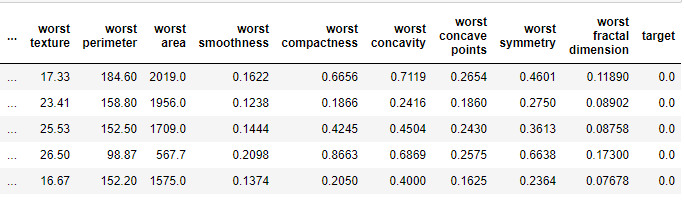 ... worst texture worst perimeter worst area worst smoothness worst compactness worst concavity worst concave points worst symmetry worst fractal dimension target
... 17.33 184.60 2019.0 0.1622 0.6656 0.7119 0.2654 0.4601 0.11890 0.0
... 23.41 158.80 1956.0 0.1238 0.1866 0.2416 0.1860 0.2750 0.08902 0.0
... 25.53 152.50 1709.0 0.1444 0.4245 0.4504 0.2430 0.3613 0.08758 0.0
... 26.50 98.87 567.7 0.2098 0.8663 0.6869 0.2575 0.6638 0.17300 0.0
... 16.67 152.20 1575.0 0.1374 0.2050 0.4000 0.1625 0.2364 0.07678 0.0